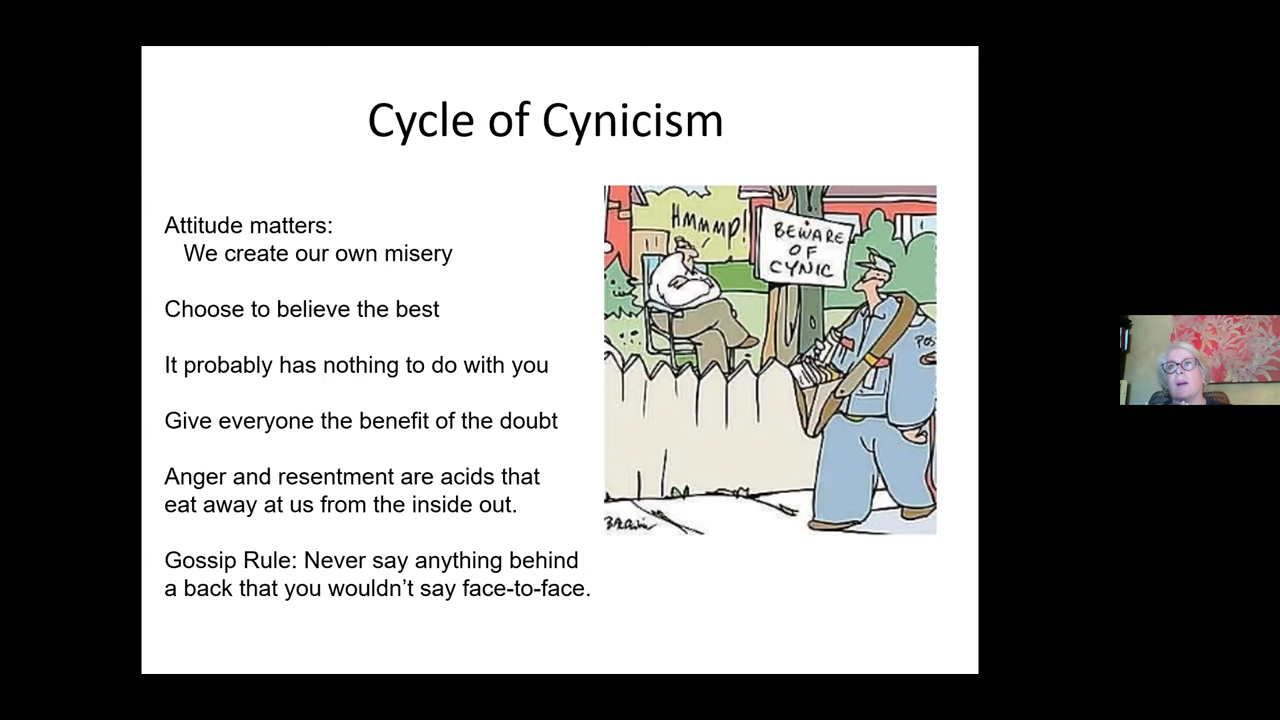 Cycle of Cynicism
Attitude matters:
We create our own misery
Choose to believe the best
It probably has nothing to do with you
Give everyone the benefit of the doubt
Anger and resentment are acids that
eat away at us from the inside out.
Gossip Rule: Never say anything behind
a back that you wouldn’t say face-to-face.
HMMMP!
BEWARE
OF
CYNIC
POS